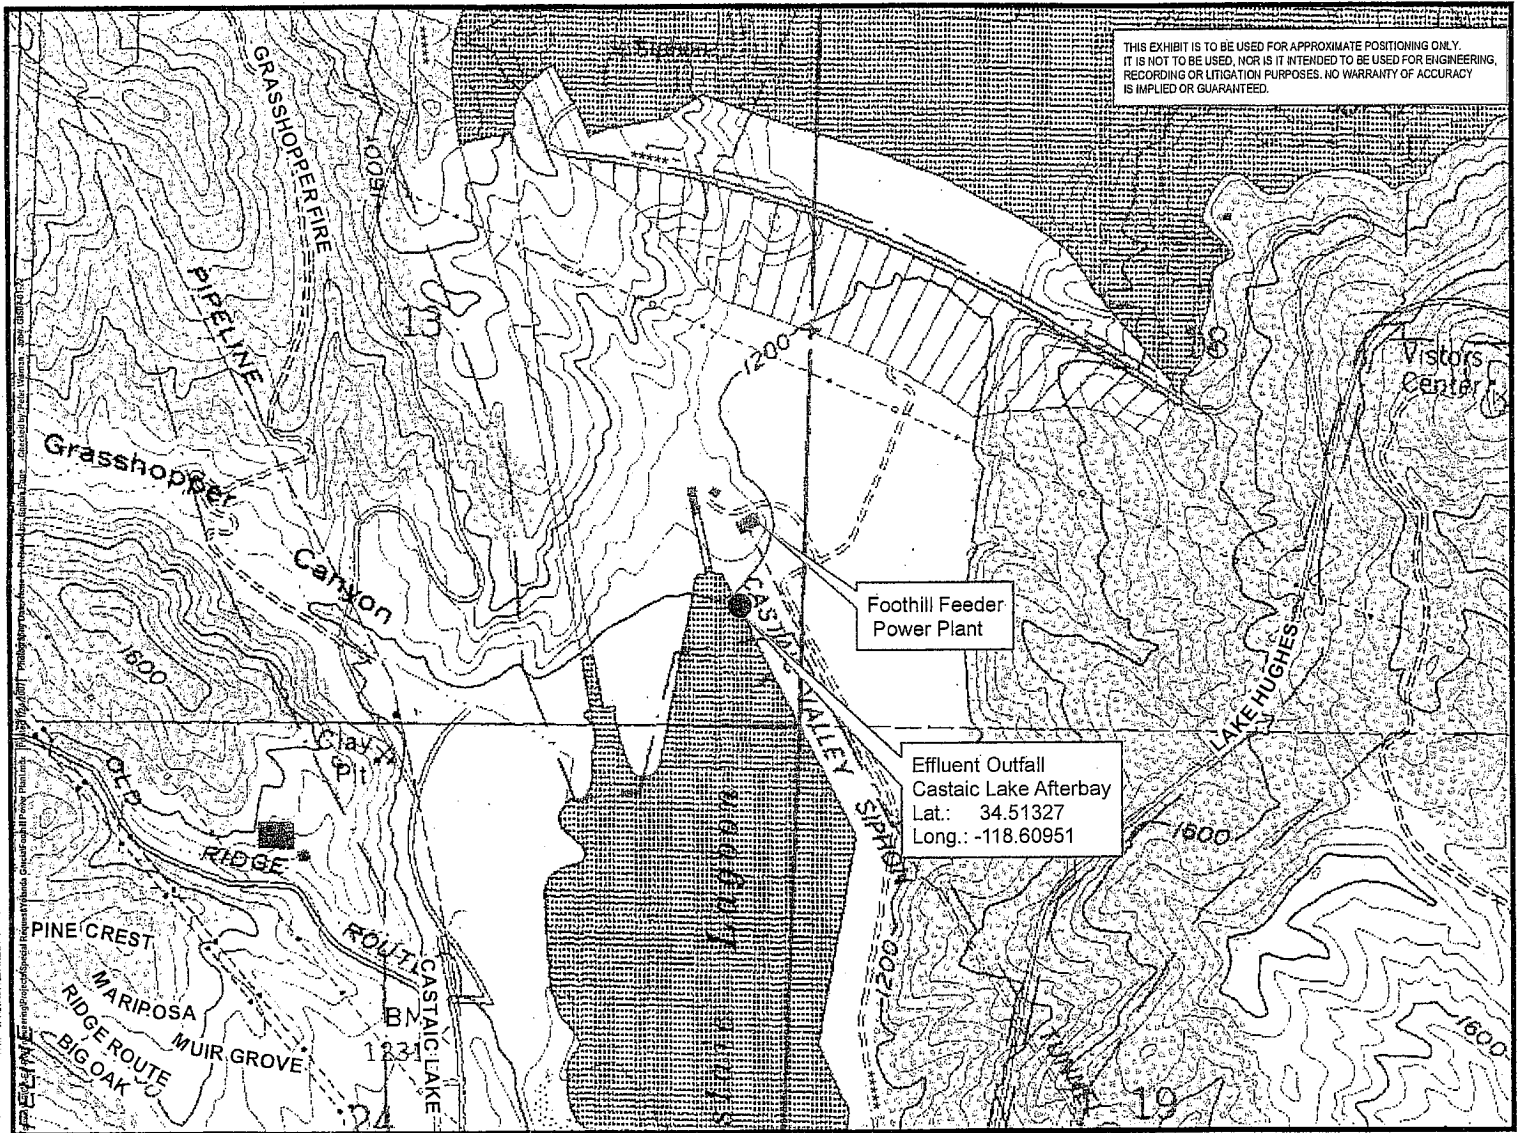 THIS EXHIBIT IS TO BE USED FOR APPROXIMATE POSITIONING ONLY.
IT IS NOT TO BE USED, NOR IS IT INTENDED TO BE USED FOR ENGINEERING,
RECORDING OR LITIGATION PURPOSES. NO WARRANTY OF ACCURACY
IS IMPLIED OR GUARANTEED.
GRASSHOPPER FIRE
1600
PIPELINE
13
1200
Vistors
Center
Grasshopper
Canyon
Foothill Feeder
Power Plant
1600
LAKE HUGHES
Clay
Pit
Effluent Outfall
Castaic Lake Afterbay
Lat.: 34.51327
Long.: -118.60951
CASTAIC VALLEY SIPHON
OLD
RIDGE
ROUTE
1600
Lagoon
PINE CREST
MARIPOSA
RIDGE ROUTE
BIG OAK
MUIR GROVE
CASTAIC LAKE
BM
1231
1200
1600
TUNNEL
24
19